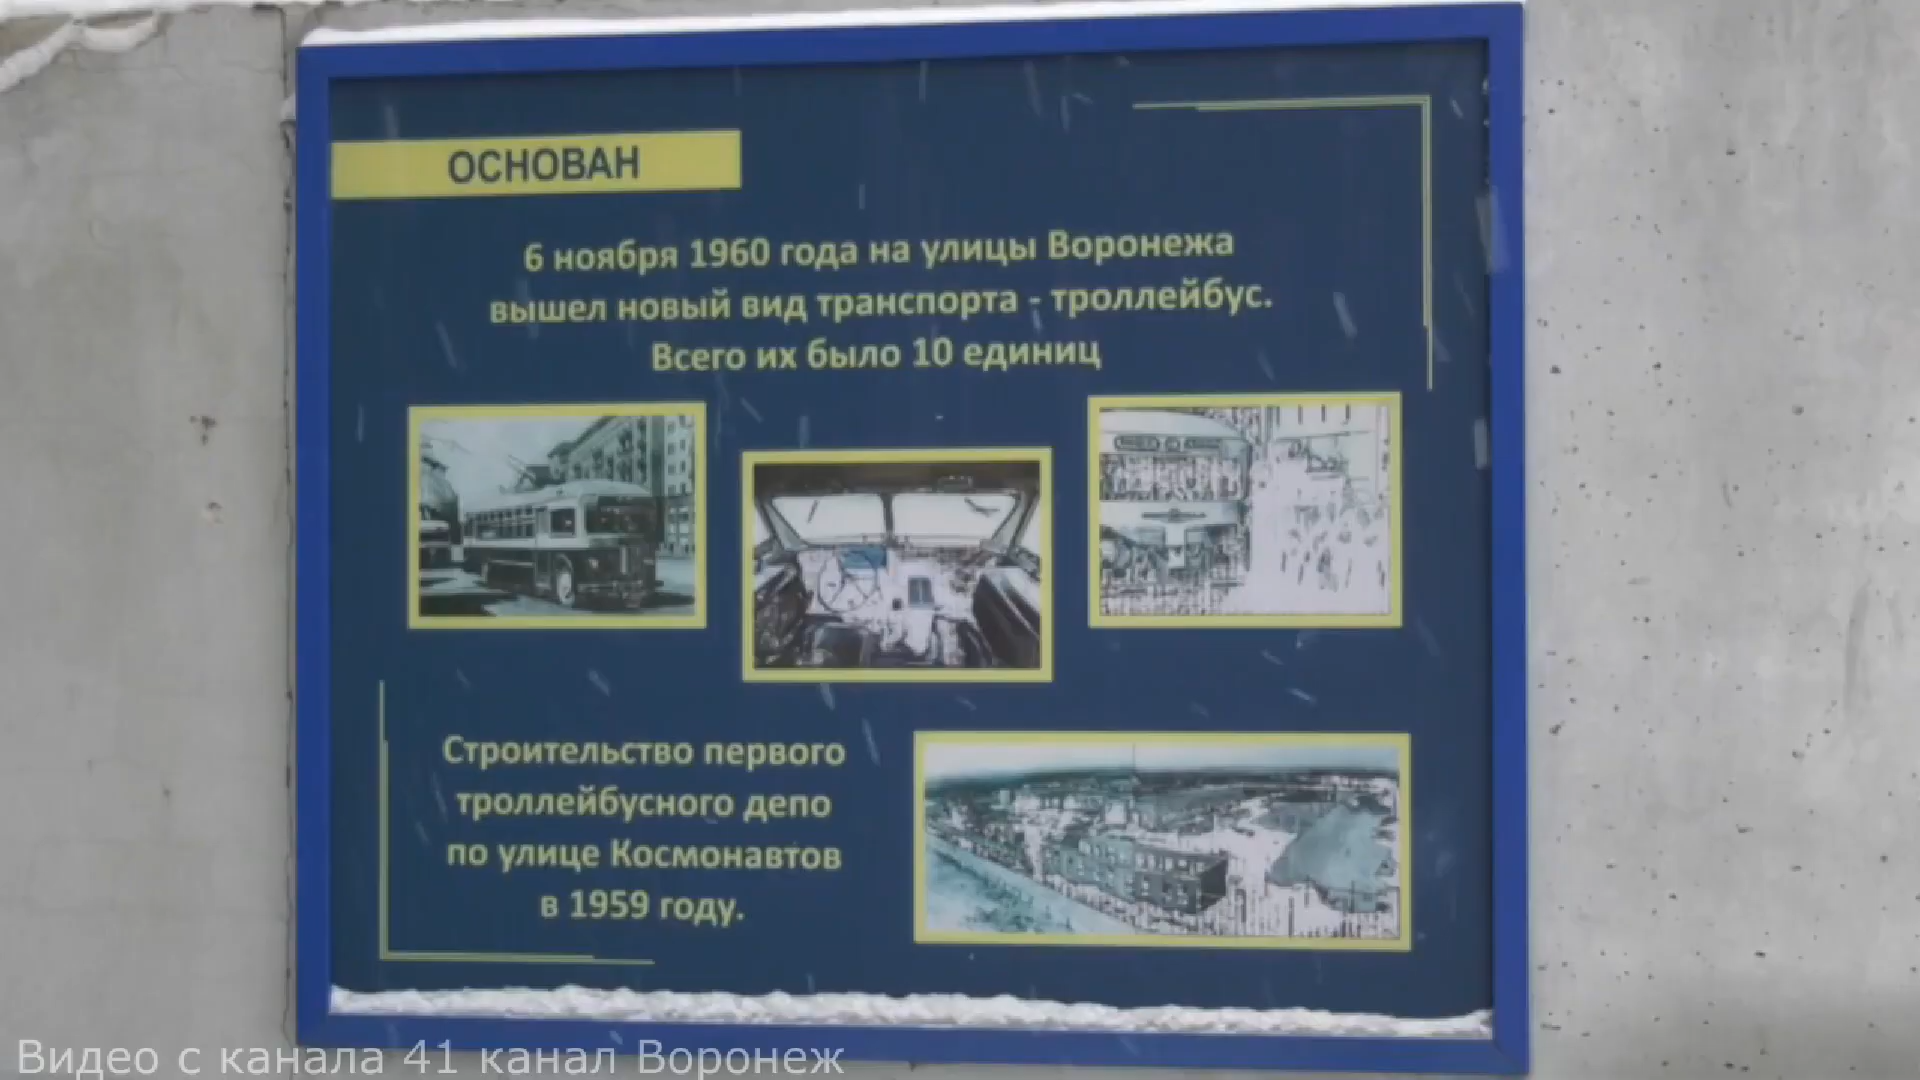 ОСНОВАН
6 ноября 1960 года на улицы Воронежа
вышел новый вид транспорта - троллейбус.
Всего их было 10 единиц
Строительство первого
троллейбусного депо
по улице Космонавтов
в 1959 году.
Видео с канала 41 канал Воронеж